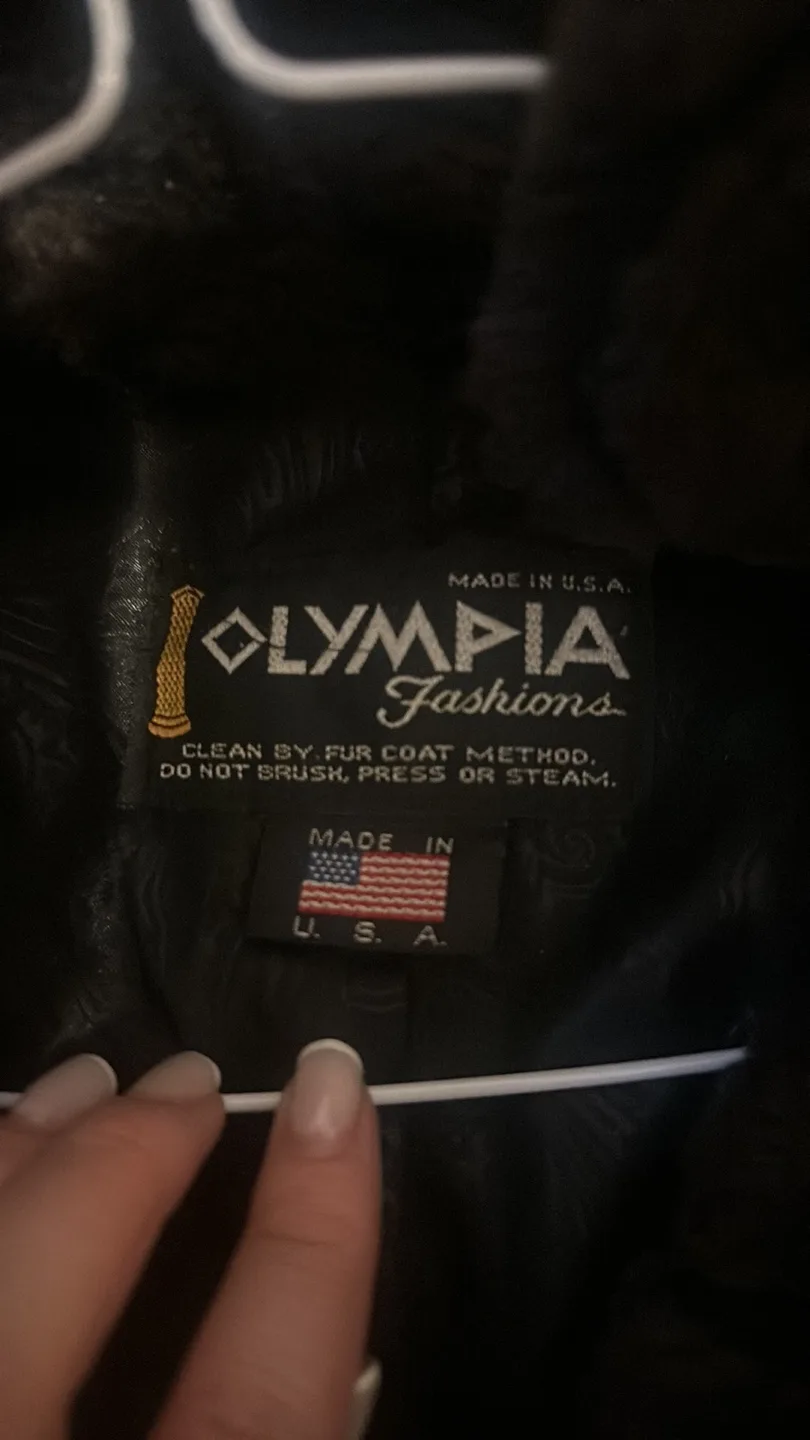 MADE IN U.S.A.
OLYMPIA
Fashions
CLEAN BY FUR COAT METHOD.
DO NOT BRUSH, PRESS OR STEAM.
MADE IN
U. S. A.